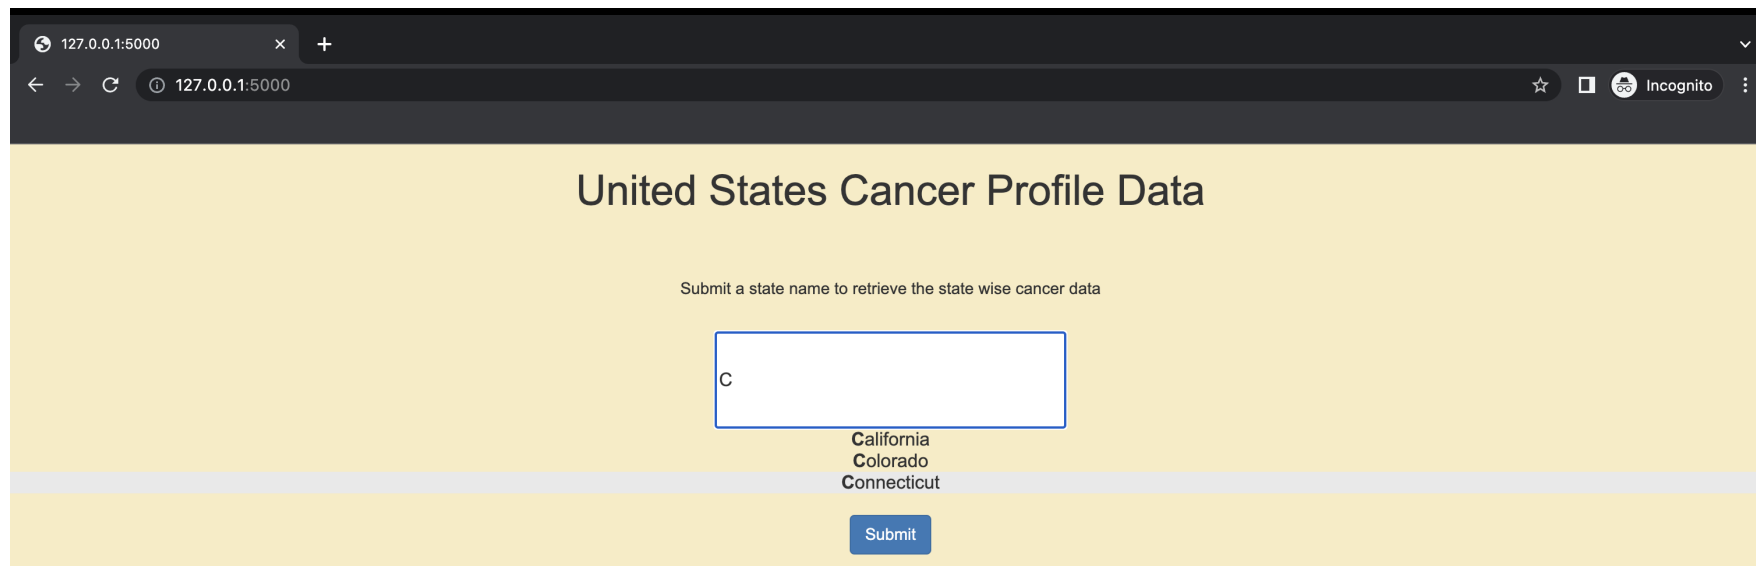 127.0.0.1:5000
127.0.0.1:5000
Incognito
United States Cancer Profile Data
Submit a state name to retrieve the state wise cancer data
C
California
Colorado
Connecticut
Submit